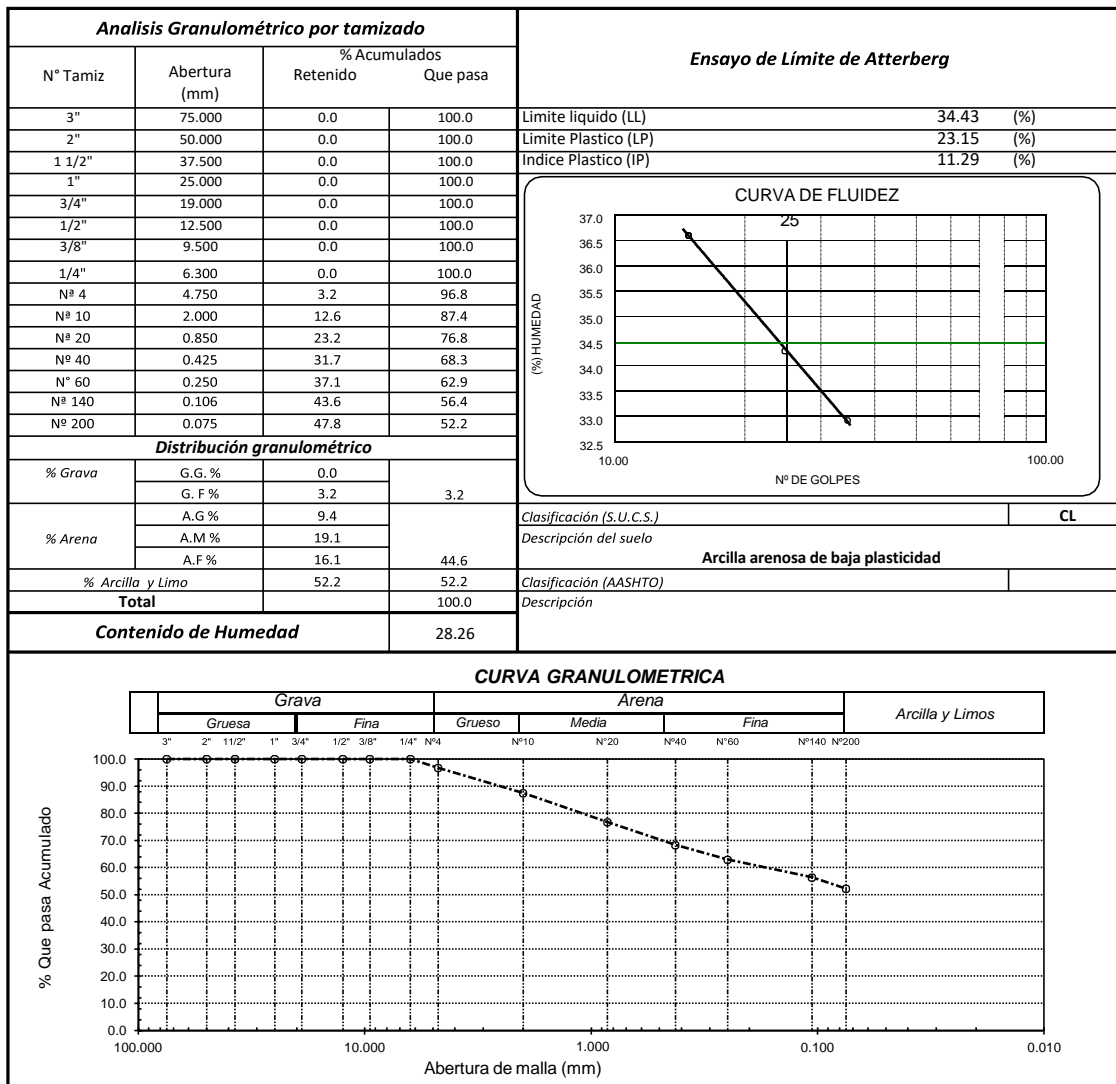 Analisis Granulométrico por tamizado
N° Tamiz Abertura (mm) % Acumulados
Retenido Que pasa
3" 75.000 0.0 100.0
2" 50.000 0.0 100.0
1 1/2" 37.500 0.0 100.0
1" 25.000 0.0 100.0
3/4" 19.000 0.0 100.0
1/2" 12.500 0.0 100.0
3/8" 9.500 0.0 100.0
1/4" 6.300 0.0 100.0
Nª 4 4.750 3.2 96.8
Nª 10 2.000 12.6 87.4
Nª 20 0.850 23.2 76.8
Nº 40 0.425 31.7 68.3
N° 60 0.250 37.1 62.9
Nª 140 0.106 43.6 56.4
Nº 200 0.075 47.8 52.2
Distribución granulométrico
% Grava G.G. % 0.0
G. F % 3.2 3.2
A.G % 9.4
% Arena A.M % 19.1
A.F % 16.1 44.6
% Arcilla y Limo 52.2 52.2
Total 100.0
Contenido de Humedad 28.26
Ensayo de Límite de Atterberg
Limite liquido (LL) 34.43 (%)
Limite Plastico (LP) 23.15 (%)
Indice Plastico (IP) 11.29 (%)
CURVA DE FLUIDEZ
25
(%) HUMEDAD
37.0
36.5
36.0
35.5
35.0
34.5
34.0
33.5
33.0
32.5
10.00 100.00
Nº DE GOLPES
Clasificación (S.U.C.S.) CL
Descripción del suelo
Arcilla arenosa de baja plasticidad
Clasificación (AASHTO)
Descripción
CURVA GRANULOMETRICA
Grava Arena Arcilla y Limos
Gruesa Fina Grueso Media Fina
3" 2" 11/2" 1" 3/4" 1/2" 3/8" 1/4" Nº4 Nº10 Nº20 Nº40 Nº60 Nº140 Nº200
% Que pasa Acumulado
100.0
90.0
80.0
70.0
60.0
50.0
40.0
30.0
20.0
10.0
0.0
100.000 10.000 1.000 0.100 0.010
Abertura de malla (mm)